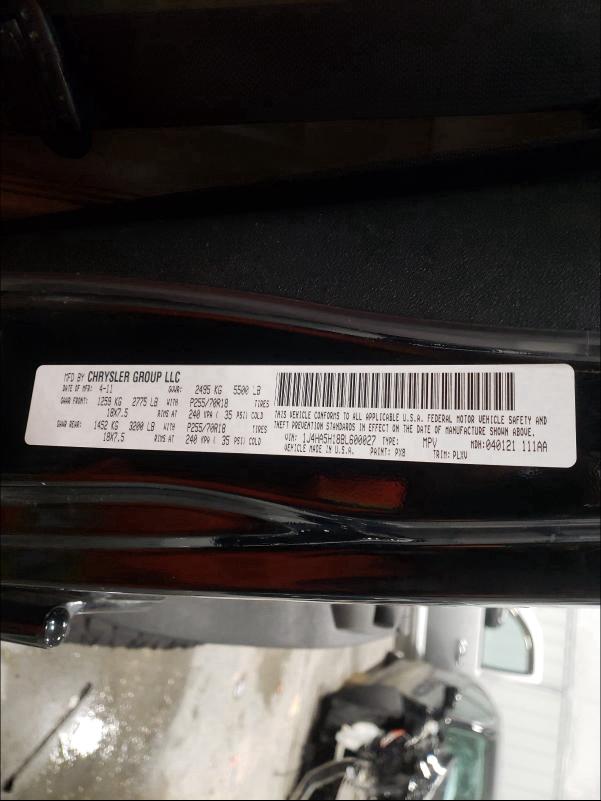 MFD BY CHRYSLER GROUP LLC
DATE OF MFR: 4-11 GVWR: 2495 KG 5500 LB
GAWR FRONT: 1259 KG 2775 LB WITH P255/70R18 TIRES
18X7.5 RIMS AT 240 KPA ( 35 PSI) COLD
GAWR REAR: 1452 KG 3200 LB WITH P255/70R18 TIRES
18X7.5 RIMS AT 240 KPA ( 35 PSI) COLD
THIS VEHICLE CONFORMS TO ALL APPLICABLE U.S.A. FEDERAL MOTOR VEHICLE SAFETY AND
THEFT PREVENTION STANDARDS IN EFFECT ON THE DATE OF MANUFACTURE SHOWN ABOVE.
VIN: 1J4HA5H18BL600027 TYPE: MPV MDH: 040121 111AA
VEHICLE MADE IN U.S.A. PAINT: PX8 TRIM: PLXV